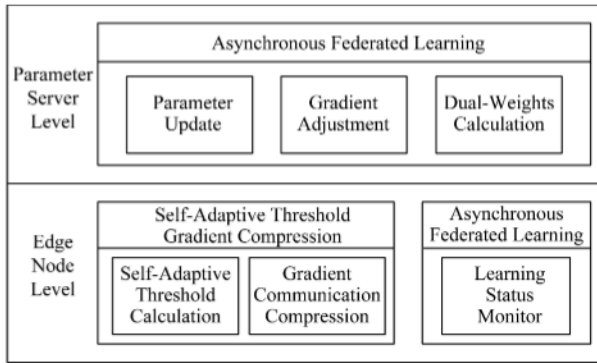 Parameter
Server
Level
Asynchronous Federated Learning
Parameter
Update
Gradient
Adjustment
Dual-Weights
Calculation
Edge
Node
Level
Self-Adaptive Threshold
Gradient Compression
Self-Adaptive
Threshold
Calculation
Gradient
Communication
Compression
Asynchronous
Federated Learning
Learning
Status
Monitor